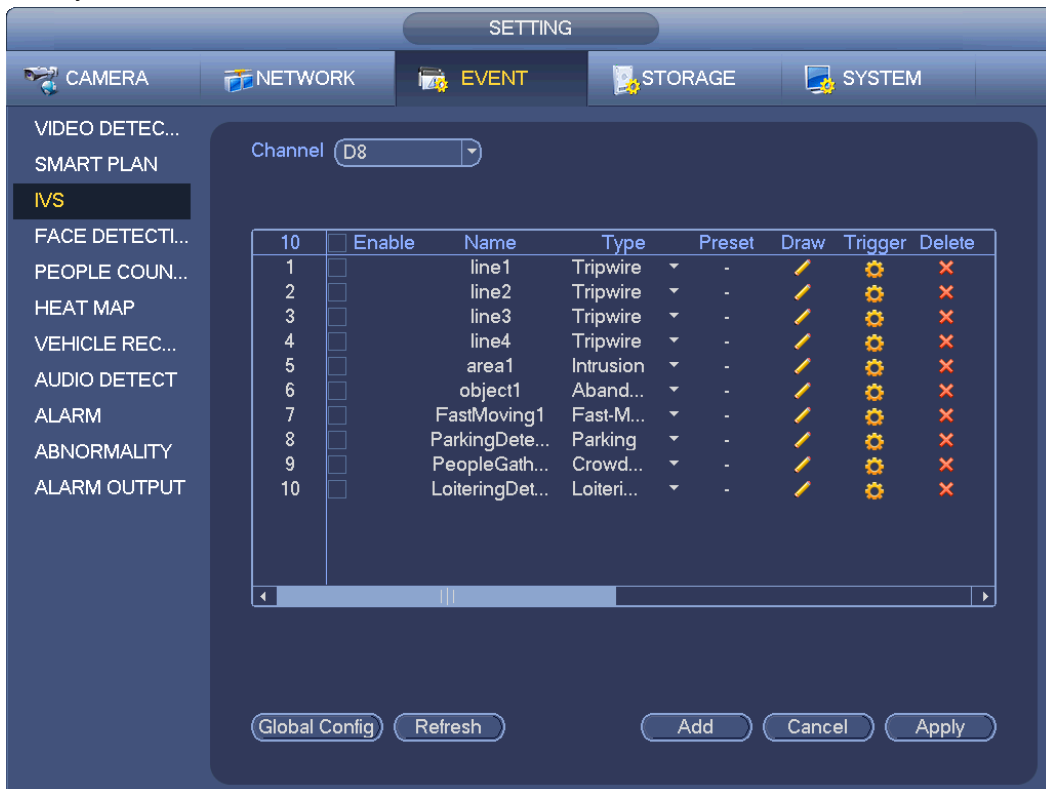 SETTING
CAMERA NETWORK EVENT STORAGE SYSTEM
VIDEO DETEC...
SMART PLAN
IVS
FACE DETECTI...
PEOPLE COUN...
HEAT MAP
VEHICLE REC...
AUDIO DETECT
ALARM
ABNORMALITY
ALARM OUTPUT
Channel D8
10 Enable Name Type Preset Draw Trigger Delete
1 line1 Tripwire -
2 line2 Tripwire -
3 line3 Tripwire -
4 line4 Tripwire -
5 area1 Intrusion -
6 object1 Aband... -
7 FastMoving1 Fast-M... -
8 ParkingDete... Parking -
9 PeopleGath... Crowd... -
10 LoiteringDet... Loiteri... -
Global Config Refresh Add Cancel Apply